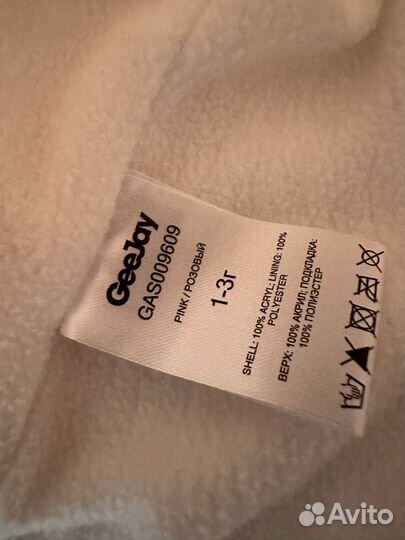 GeeJay
GAS009609
PINK / РОЗОВЫЙ
1-3г
SHELL: 100% ACRYL; LINING: 100%
POLYESTER
ВЕРХ: 100% АКРИЛ; ПОДКЛАДКА:
100% ПОЛИЭСТЕР
Avito